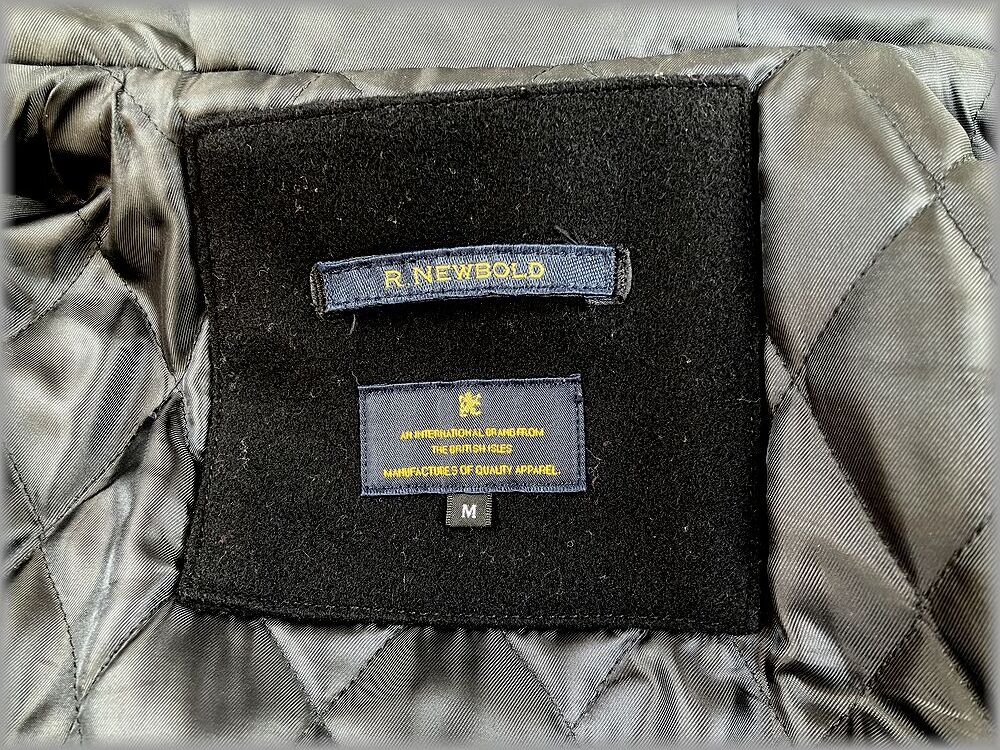 R. NEWBOLD
AN INTERNATIONAL BRAND FROM
THE BRITISH ISLES
MANUFACTURES OF QUALITY APPAREL.
M